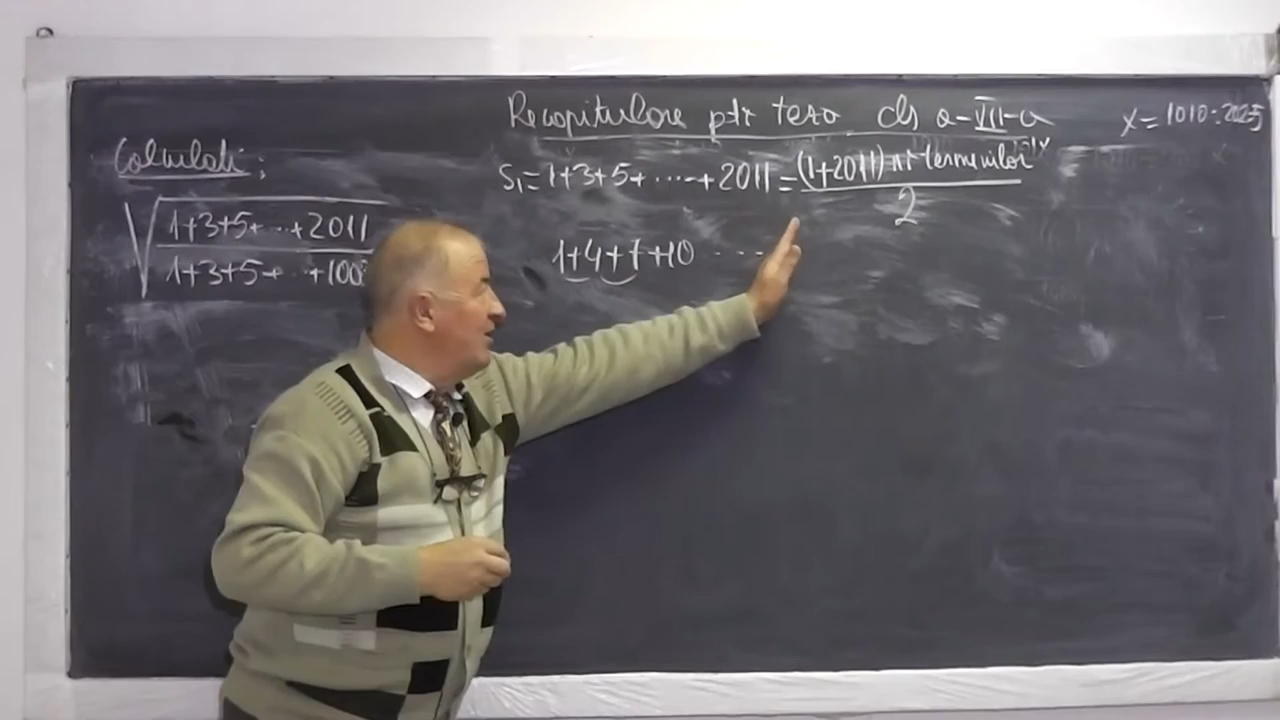 Recapitulare ptr teza cls a-VII-a
x=1010:2025
Calculati:
S₁=1+3+5+.....+2011=(1+2011) nr termenilor
2
√1+3+5+...+2011
1+3+5+...+100
1+4+7+10 ....